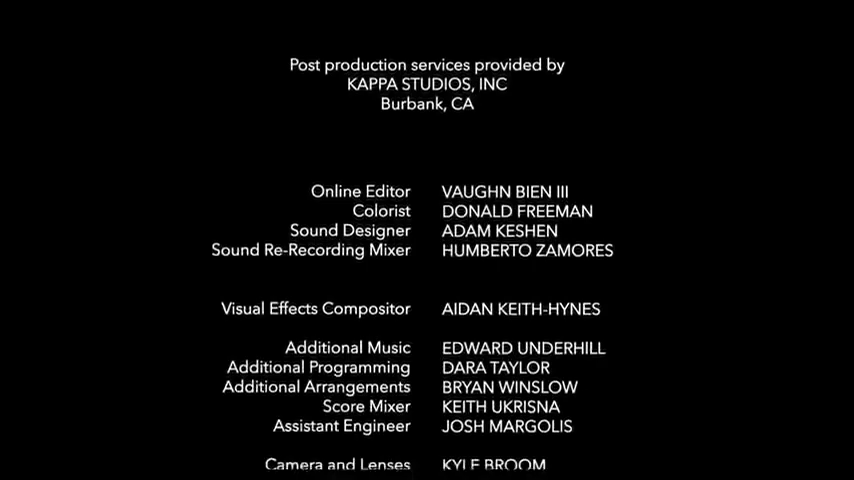 Post production services provided by
KAPPA STUDIOS, INC
Burbank, CA
Online Editor VAUGHN BIEN III
Colorist DONALD FREEMAN
Sound Designer ADAM KESHEN
Sound Re-Recording Mixer HUMBERTO ZAMORES
Visual Effects Compositor AIDAN KEITH-HYNES
Additional Music EDWARD UNDERHILL
Additional Programming DARA TAYLOR
Additional Arrangements BRYAN WINSLOW
Score Mixer KEITH UKRISNA
Assistant Engineer JOSH MARGOLIS
Camera and Lenses KYLE BROOM